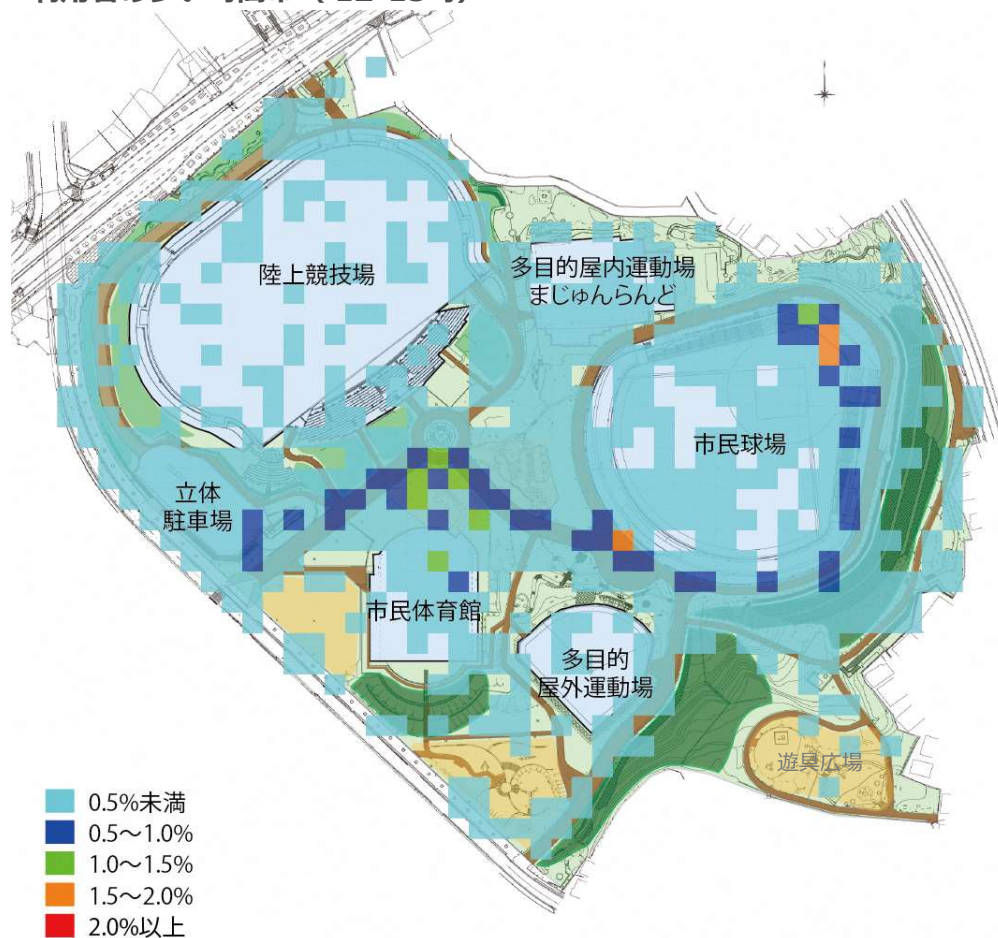 陸上競技場
多目的屋内運動場
まじゅんらんど
市民球場
立体
駐車場
市民体育館
多目的
屋外運動場
遊具広場
0.5%未満
0.5～1.0%
1.0～1.5%
1.5～2.0%
2.0%以上